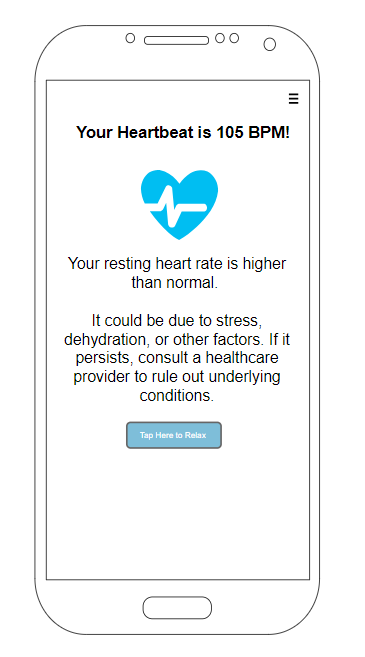 Your Heartbeat is 105 BPM!
Your resting heart rate is higher
than normal.
It could be due to stress,
dehydration, or other factors. If it
persists, consult a healthcare
provider to rule out underlying
conditions.
Tap Here to Relax